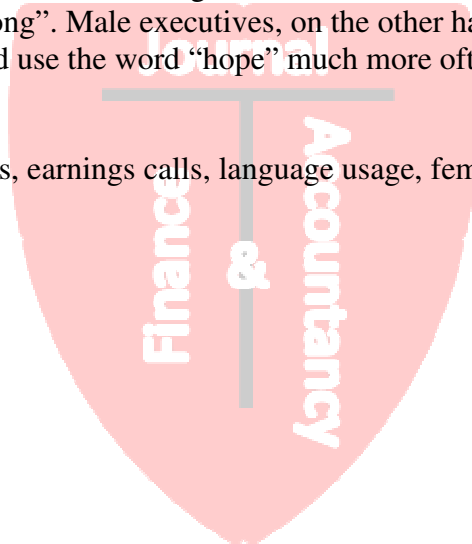 ong”. Male executives, on the other ha
d use the word “hope” much more oft
Journal
s, earnings calls, language usage, fem
Finance
&
Accountancy